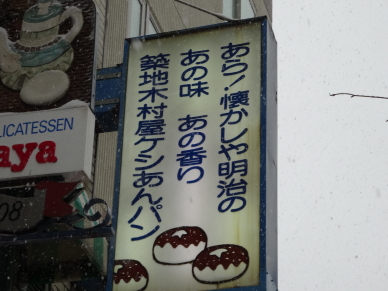 あら!懐かしや明治の
あの味 あの香り
築地木村屋ケシあんパン
LICATESSEN
aya
08